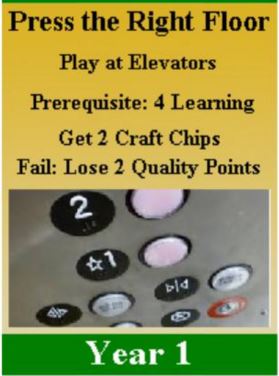 Press the Right Floor
Play at Elevators
Prerequisite: 4 Learning
Get 2 Craft Chips
Fail: Lose 2 Quality Points
2
☆1
Year 1